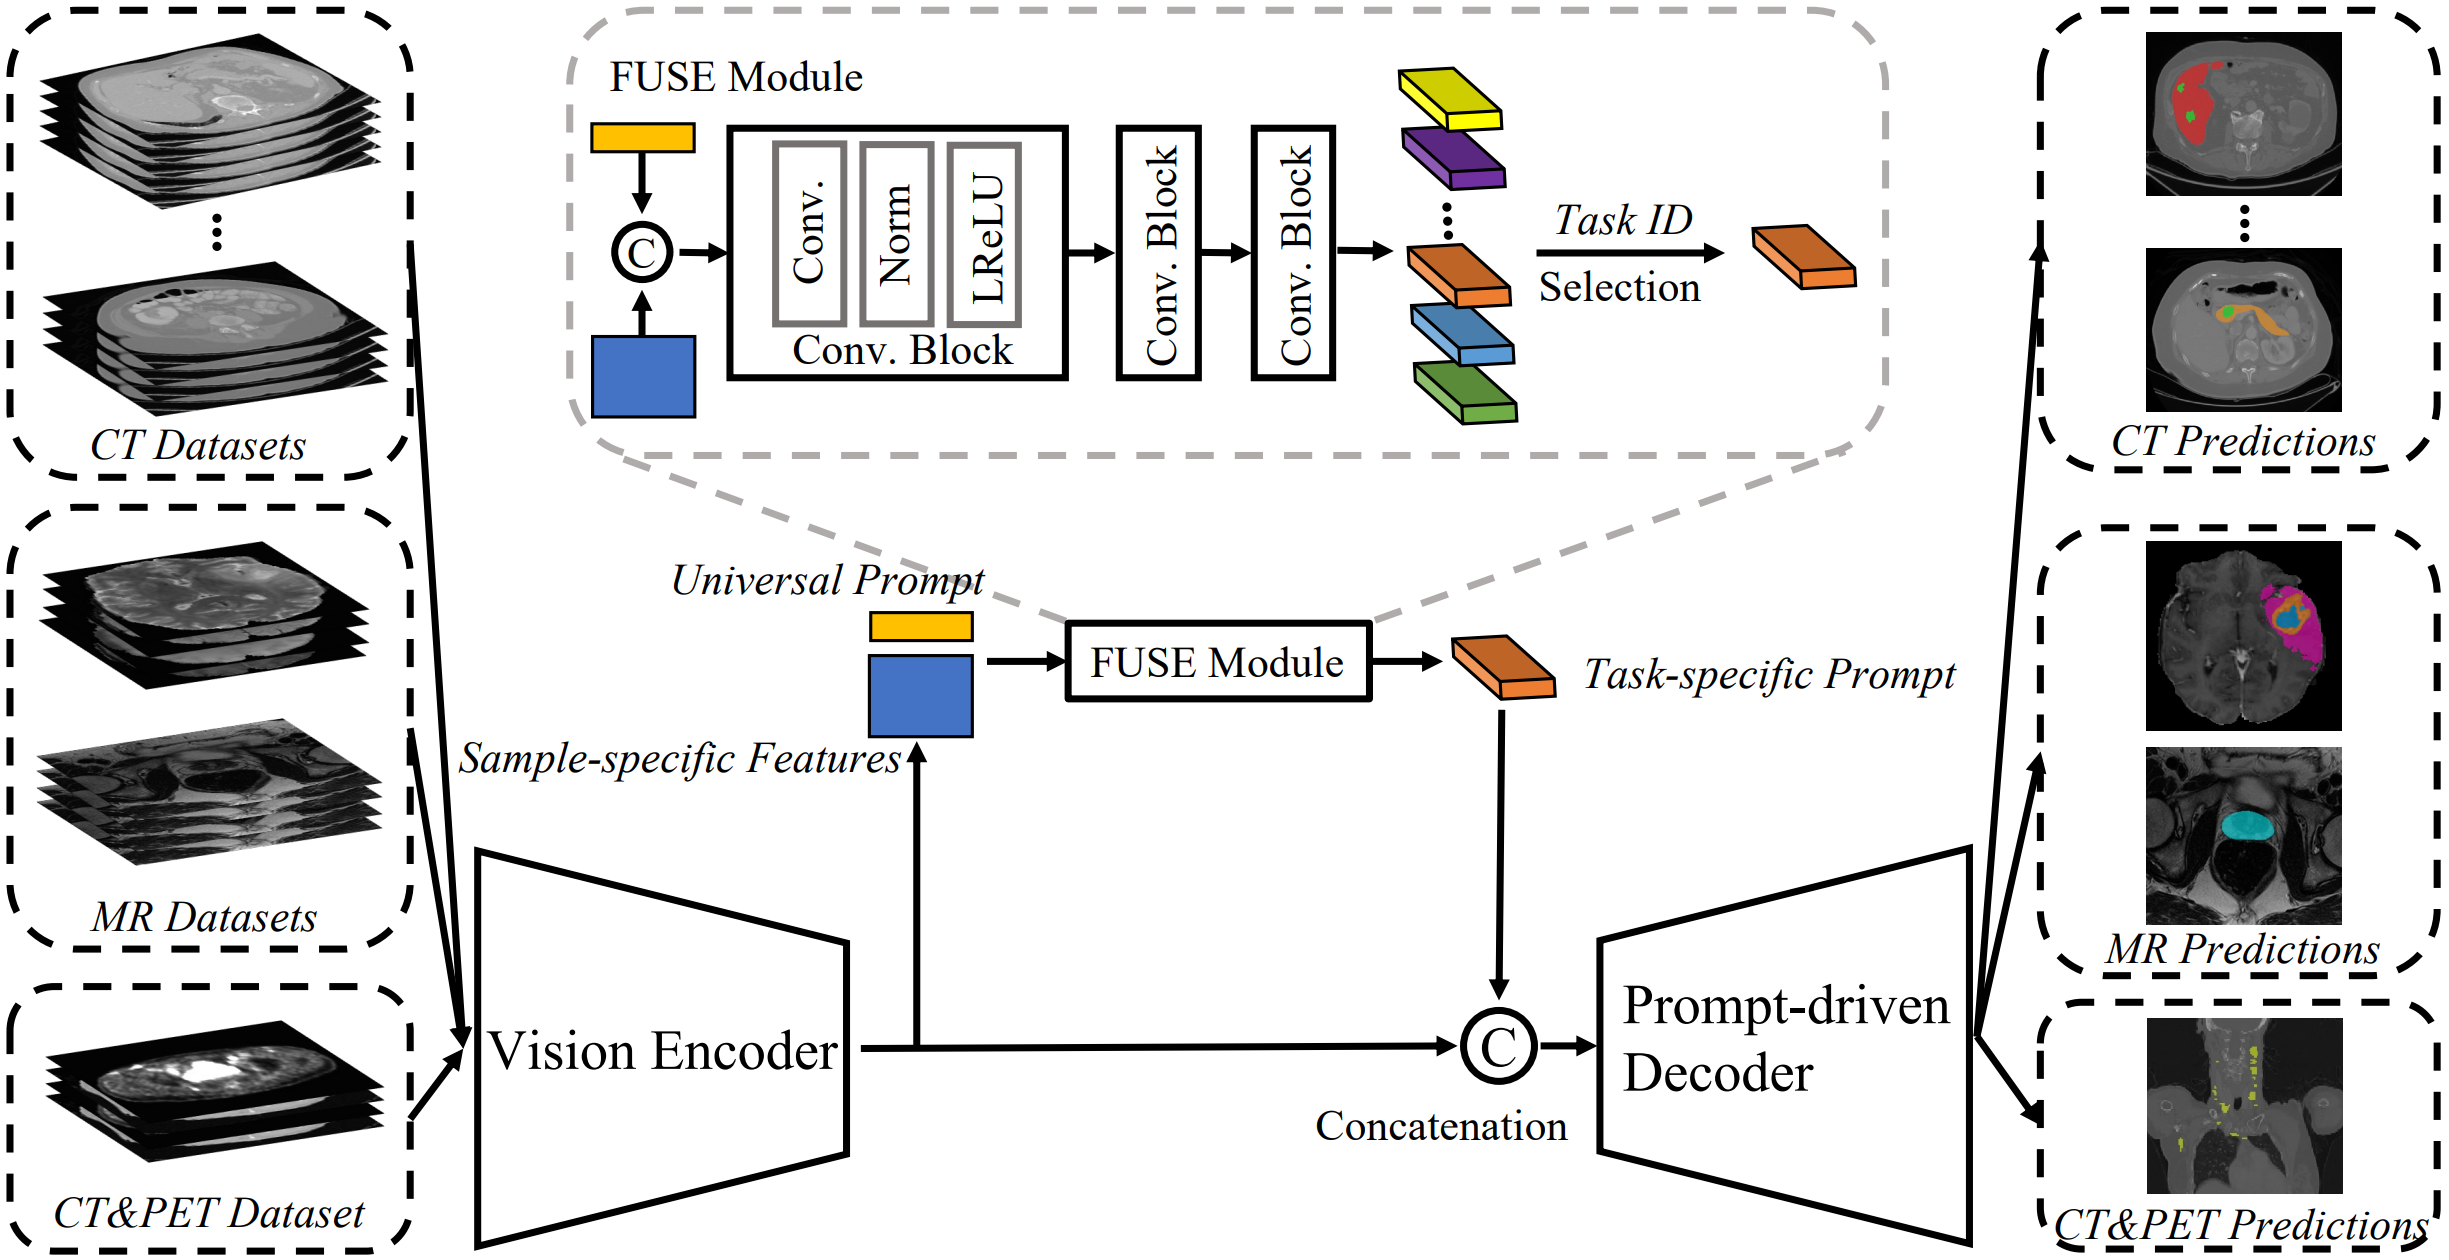 FUSE Module
C
Conv.
Norm
LReLU
Conv. Block
Conv. Block
Conv. Block
Task ID
Selection
CT Datasets
CT Predictions
Universal Prompt
FUSE Module
Task-specific Prompt
Sample-specific Features
MR Datasets
MR Predictions
Vision Encoder
C
Concatenation
Prompt-driven
Decoder
CT&PET Dataset
CT&PET Predictions